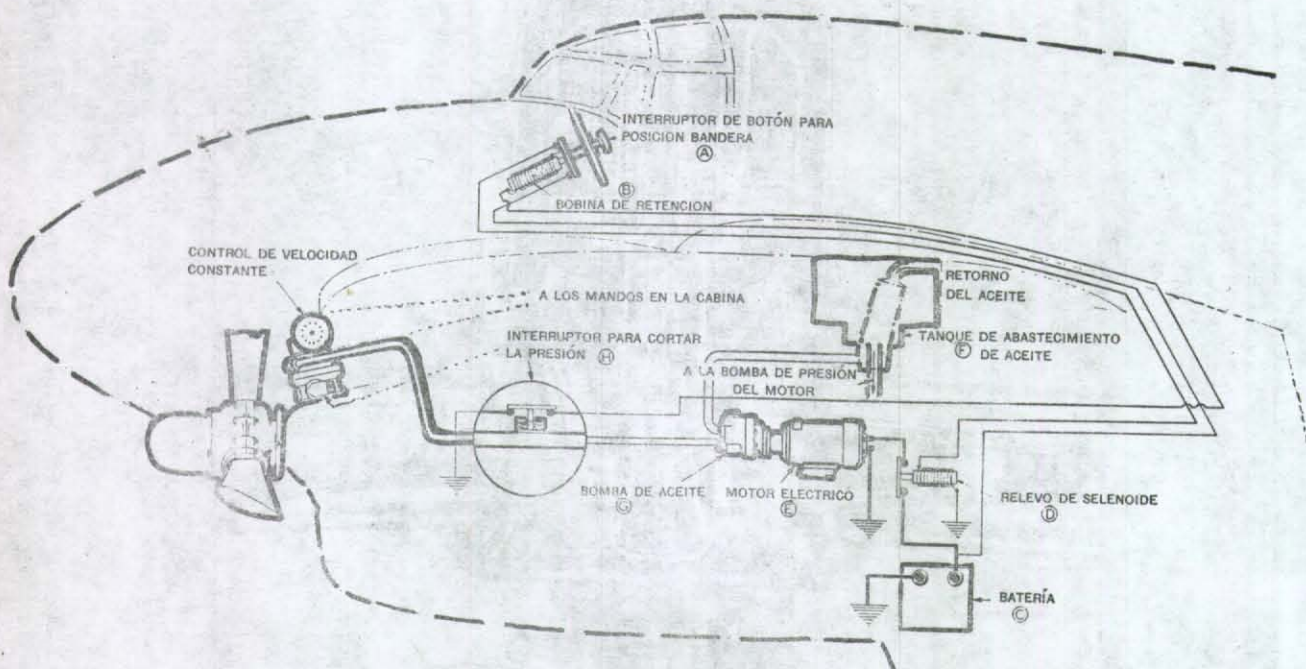 INTERRUPTOR DE BOTÓN PARA
POSICION BANDERA
A
B
BOBINA DE RETENCION
CONTROL DE VELOCIDAD
CONSTANTE
A LOS MANDOS EN LA CABINA
INTERRUPTOR PARA CORTAR
LA PRESIÓN H
RETORNO
DEL ACEITE
TANQUE DE ABASTECIMIENTO
F DE ACEITE
A LA BOMBA DE PRESIÓN
DEL MOTOR
BOMBA DE ACEITE
G
MOTOR ELECTRICO
E
RELEVO DE SELENOIDE
D
BATERÍA
C